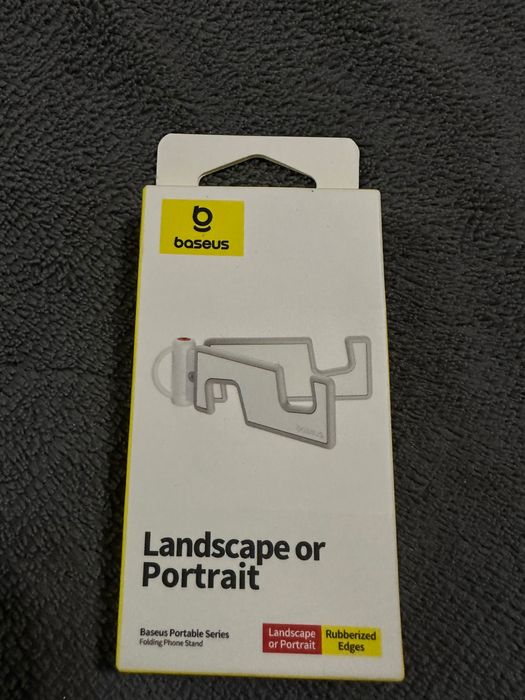 baseus
baseus
Landscape or
Portrait
Baseus Portable Series
Folding Phone Stand
Landscape
or Portrait
Rubberized
Edges